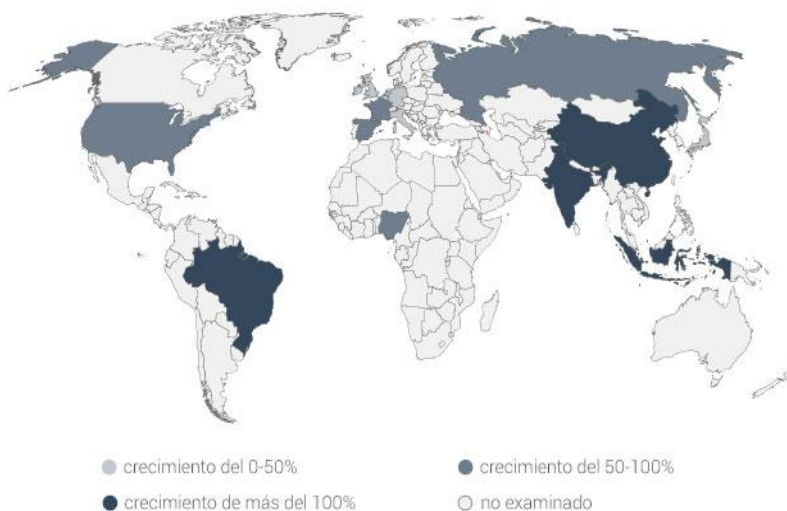 crecimiento del 0-50%
crecimiento del 50-100%
crecimiento de más del 100%
no examinado